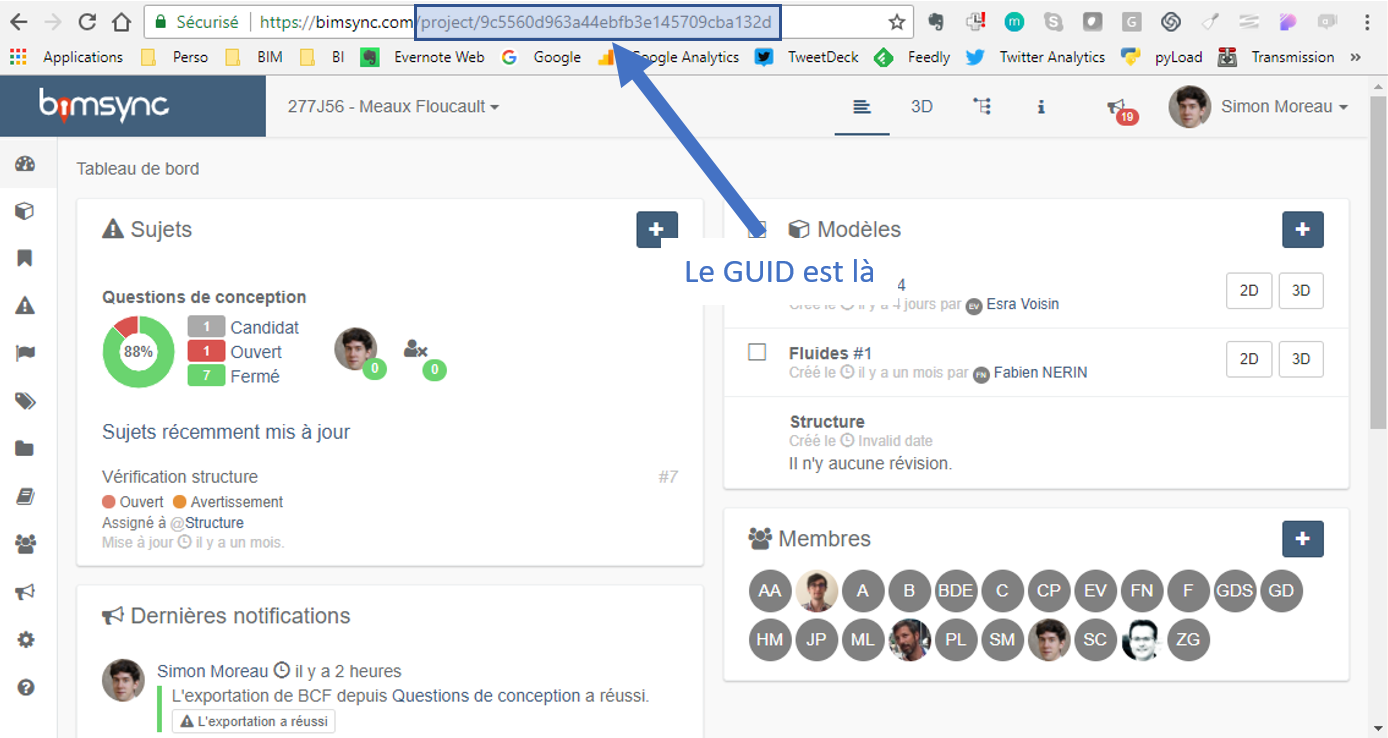 Sécurisé https://bimsync.com/project/9c5560d963a44ebfb3e145709cba132d
Applications Perso BIM BI Evernote Web Google Google Analytics TweetDeck Feedly Twitter Analytics pyLoad Transmission »
bimsync 277J56 - Meaux Floucault 3D 19 Simon Moreau
Tableau de bord
Sujets
Questions de conception
88%
1 Candidat
1 Ouvert
7 Fermé
0
0
Sujets récemment mis à jour
Vérification structure #7
Ouvert Avertissement
Assigné à @Structure
Mise à jour il y a un mois.
Dernières notifications
Simon Moreau il y a 2 heures
L'exportation de BCF depuis Questions de conception a réussi.
L'exportation a réussi
Le GUID est là
Modèles
4
Créé le il y a 4 jours par EV Esra Voisin
2D 3D
Fluides #1
Créé le il y a un mois par FN Fabien NERIN
2D 3D
Structure
Créé le Invalid date
Il n'y aucune révision.
Membres
AA A B BDE C CP EV FN F GDS GD
HM JP ML PL SM SC ZG